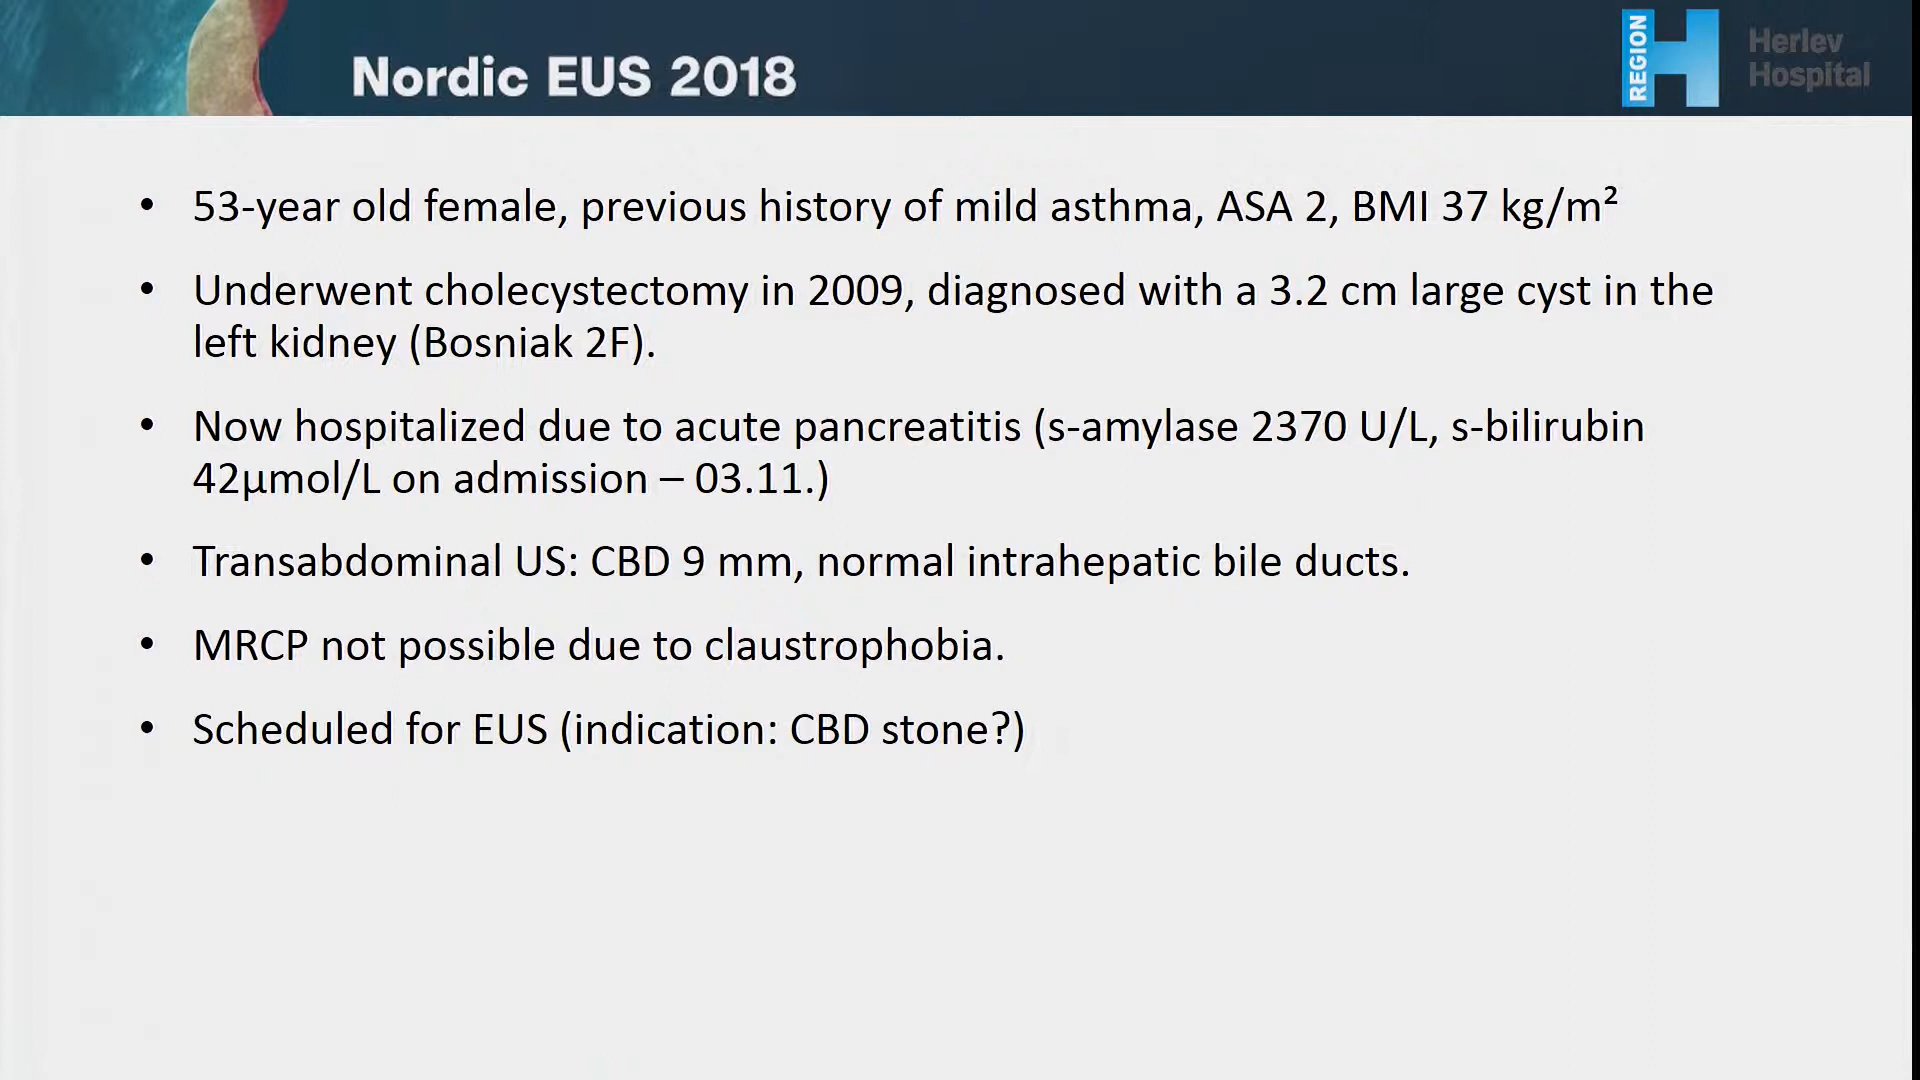 Nordic EUS 2018
REGION
H
Herlev
Hospital
• 53-year old female, previous history of mild asthma, ASA 2, BMI 37 kg/m²
• Underwent cholecystectomy in 2009, diagnosed with a 3.2 cm large cyst in the
left kidney (Bosniak 2F).
• Now hospitalized due to acute pancreatitis (s-amylase 2370 U/L, s-bilirubin
42µmol/L on admission – 03.11.)
• Transabdominal US: CBD 9 mm, normal intrahepatic bile ducts.
• MRCP not possible due to claustrophobia.
• Scheduled for EUS (indication: CBD stone?)